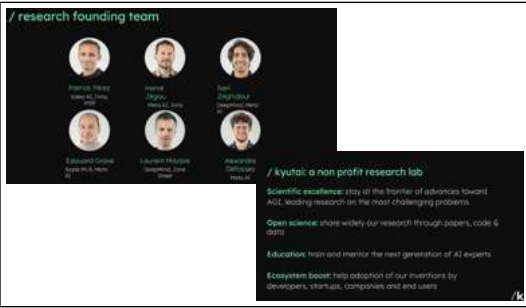 / research founding team
Patrick Pérez
Valeo AI, Inria,
Hervé
Jégou
Meta AI, Inria
Neil
Zeghidour
DeepMind, Meta
AI
Edouard Grave
Apple MLR, Meta
AI
Laurent Mazaré
DeepMind, Jane
Street
Alexandre
Défossez
Meta AI
/ kyutai: a non profit research lab
Scientific excellence: stay at the frontier of advances toward
AGI, leading research on the most challenging problems
Open science: share widely our research through papers, code &
data
Education: train and mentor the next generation of AI experts
Ecosystem boost: help adoption of our inventions by
developers, startups, companies and end users
/k